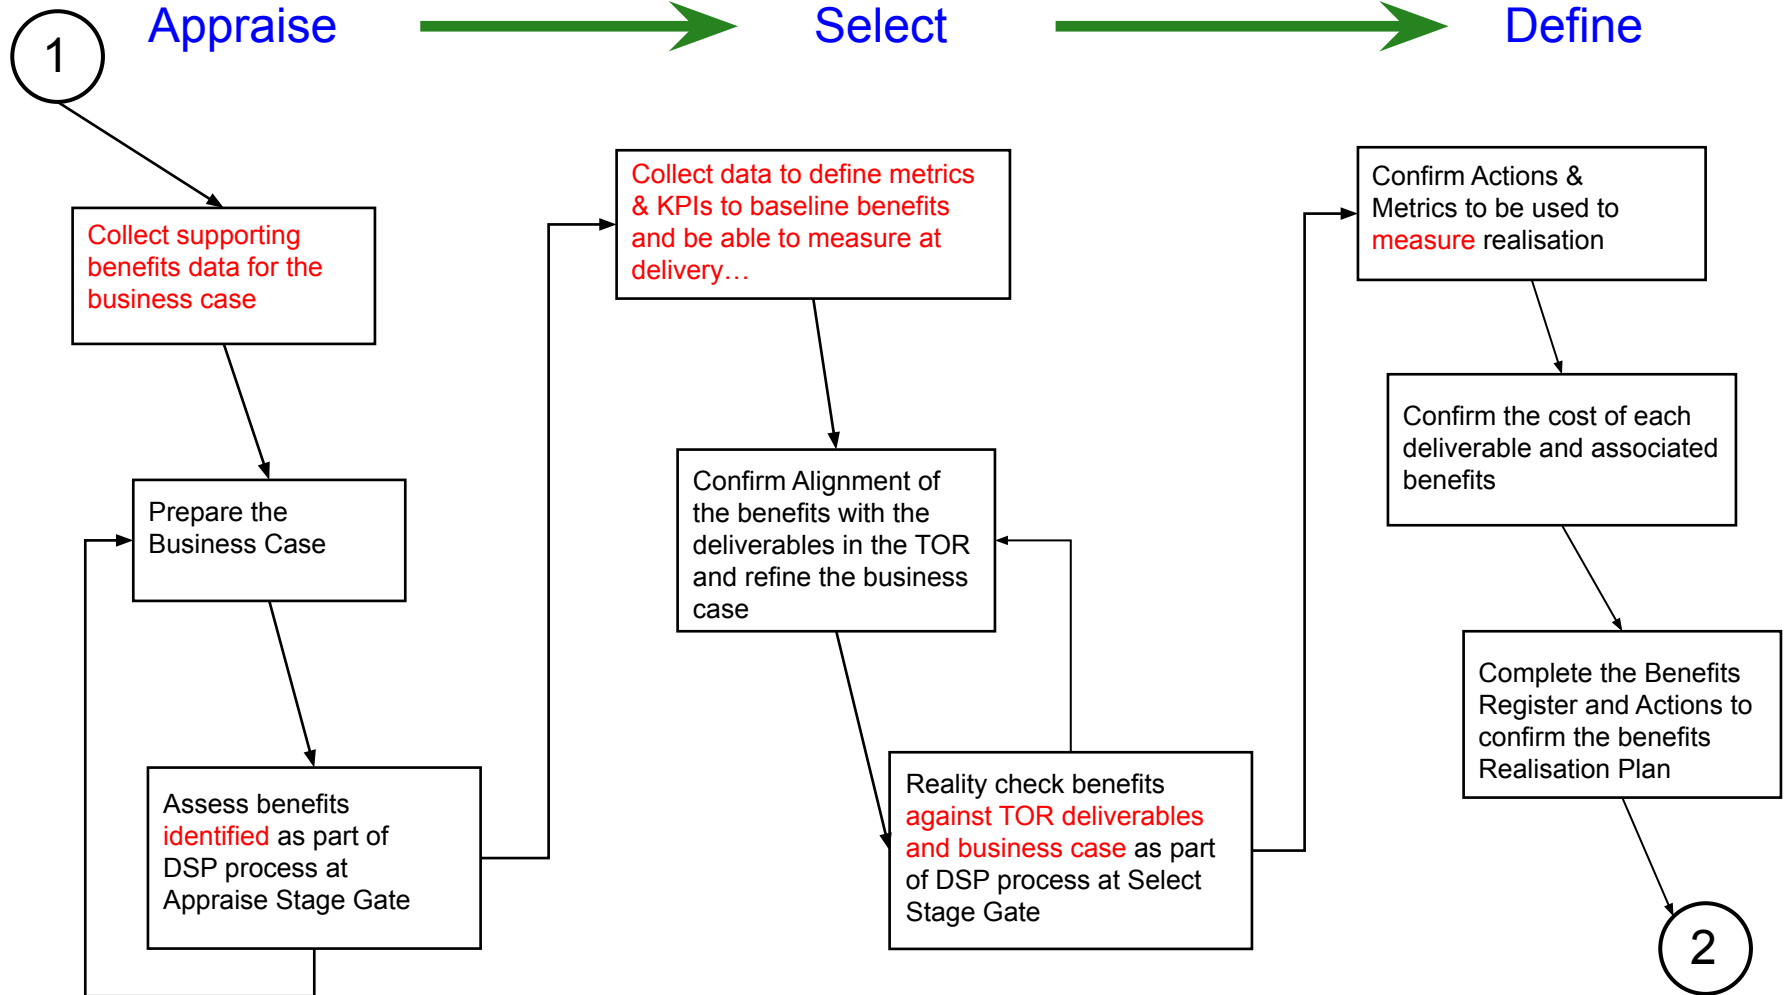 Appraise
Select
Define
1
Collect supporting
benefits data for the
business case
Prepare the
Business Case
Assess benefits
identified as part of
DSP process at
Appraise Stage Gate
Collect data to define metrics
& KPIs to baseline benefits
and be able to measure at
delivery…
Confirm Alignment of
the benefits with the
deliverables in the TOR
and refine the business
case
Reality check benefits
against TOR deliverables
and business case as part
of DSP process at Select
Stage Gate
Confirm Actions &
Metrics to be used to
measure realisation
Confirm the cost of each
deliverable and associated
benefits
Complete the Benefits
Register and Actions to
confirm the benefits
Realisation Plan
2